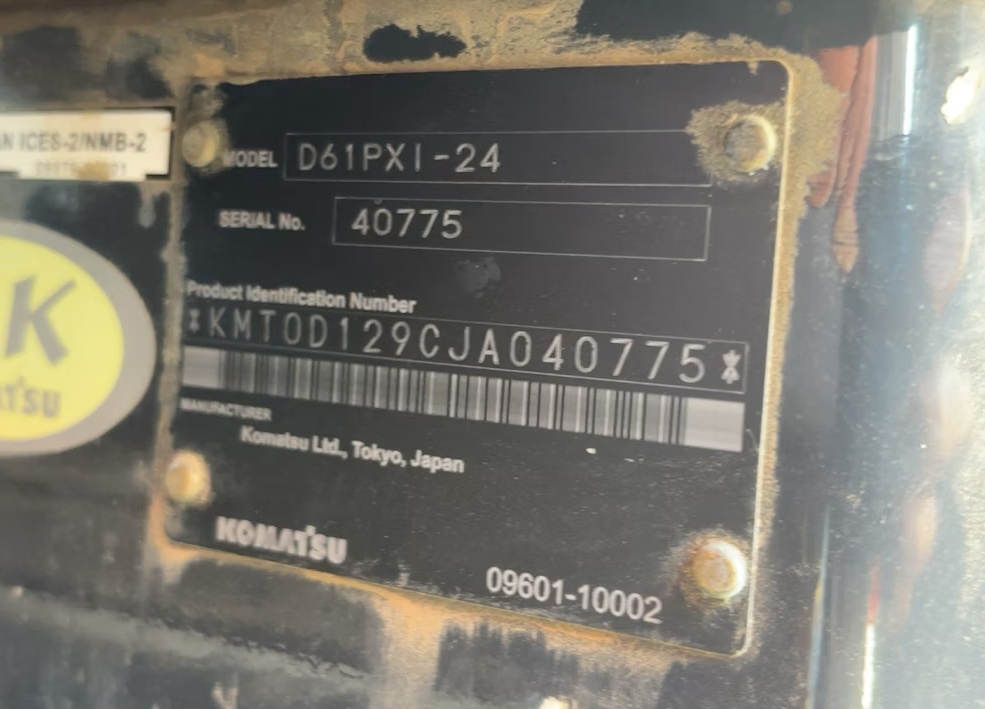 AN ICES-2/NMB-2
MODEL D61PXI-24
SERIAL No. 40775
Product Identification Number
*KMT0D129CJA040775*
MANUFACTURER
Komatsu Ltd., Tokyo, Japan
KOMATSU
09601-10002
K
ATSU